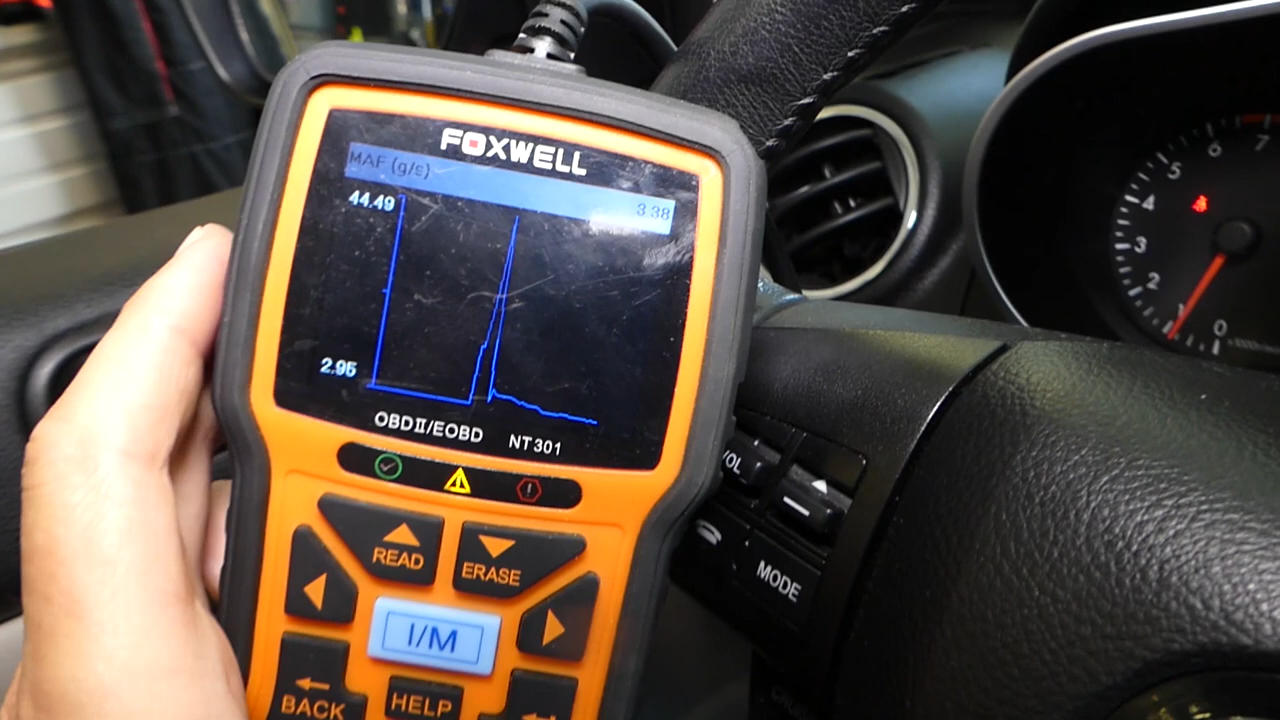 FOXWELL
MAF (g/s)
3.38
44.49
2.95
OBDII/EOBD NT301
READ
ERASE
I/M
BACK
HELP
MODE
0
1
2
3
4
5
6
7